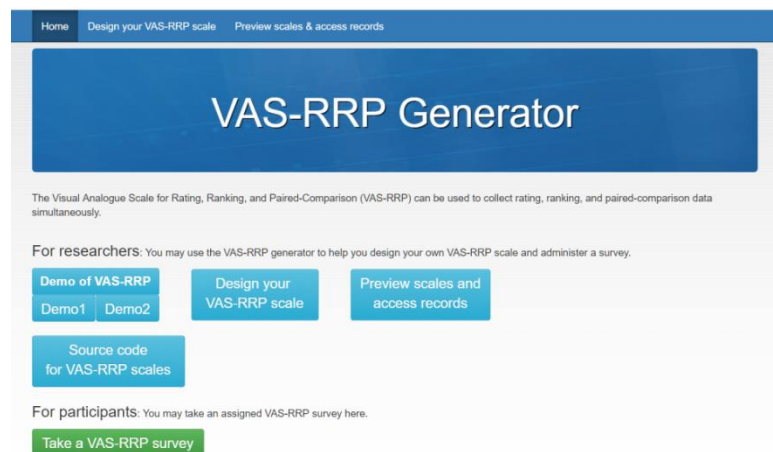 Home Design your VAS-RRP scale Preview scales & access records
VAS-RRP Generator
The Visual Analogue Scale for Rating, Ranking, and Paired-Comparison (VAS-RRP) can be used to collect rating, ranking, and paired-comparison data
simultaneously.
For researchers: You may use the VAS-RRP generator to help you design your own VAS-RRP scale and administer a survey.
Demo of VAS-RRP
Demo1 Demo2
Design your
VAS-RRP scale
Preview scales and
access records
Source code
for VAS-RRP scales
For participants: You may take an assigned VAS-RRP survey here.
Take a VAS-RRP survey